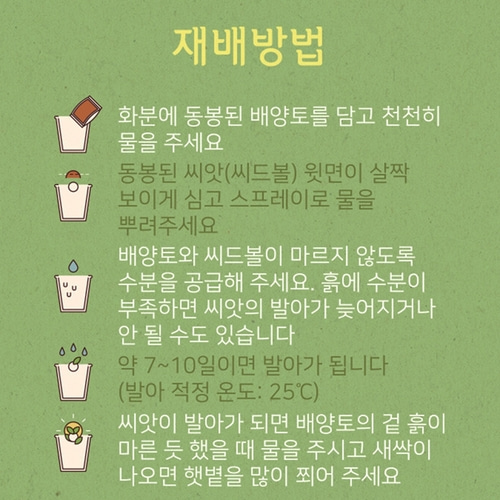 재배방법
화분에 동봉된 배양토를 담고 천천히
물을 주세요
동봉된 씨앗(씨드볼) 윗면이 살짝
보이게 심고 스프레이로 물을
뿌려주세요
배양토와 씨드볼이 마르지 않도록
수분을 공급해 주세요. 흙에 수분이
부족하면 씨앗의 발아가 늦어지거나
안 될 수도 있습니다
약 7~10일이면 발아가 됩니다
(발아 적정 온도: 25℃)
씨앗이 발아가 되면 배양토의 겉 흙이
마른 듯 했을 때 물을 주시고 새싹이
나오면 햇볕을 많이 쬐어 주세요